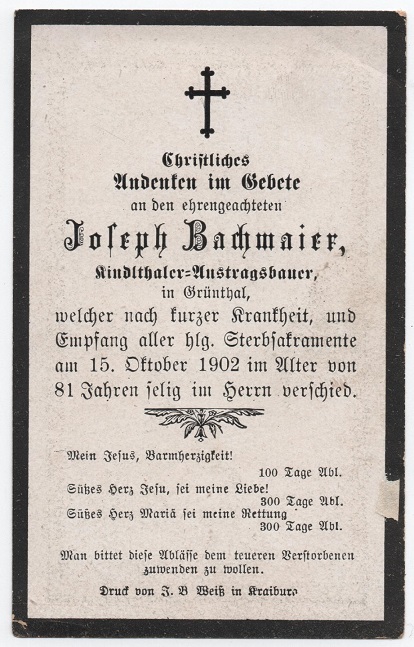 Christliches
Andenken im Gebete
an den ehrengeachteten
Joseph Bachmaier,
Kindlthaler=Austragsbauer,
in Grünthal,
welcher nach kurzer Krankheit, und
Empfang aller hlg. Sterbsakramente
am 15. Oktober 1902 im Alter von
81 Jahren selig im Herrn verschied.
Mein Jesus, Barmherzigkeit!
100 Tage Abl.
Süßes Herz Jesu, sei meine Liebe!
300 Tage Abl.
Süßes Herz Mariä sei meine Rettung
300 Tage Abl.
Man bittet diese Ablässe dem teueren Verstorbenen
zuwenden zu wollen.
Druck von J. B Weiß in Kraiburg